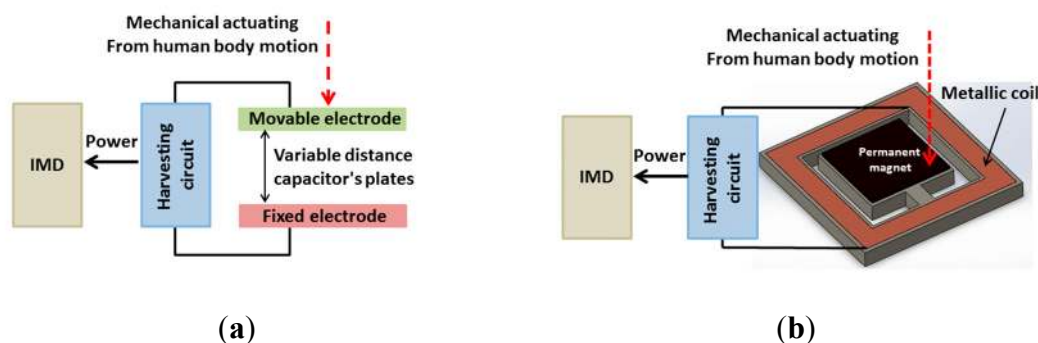 Mechanical actuating
From human body motion
IMD
Power
Harvesting
circuit
Movable electrode
Variable distance
capacitor's plates
Fixed electrode
(a)
Mechanical actuating
From human body motion
Metallic coil
IMD
Power
Harvesting
circuit
Permanent
magnet
(b)